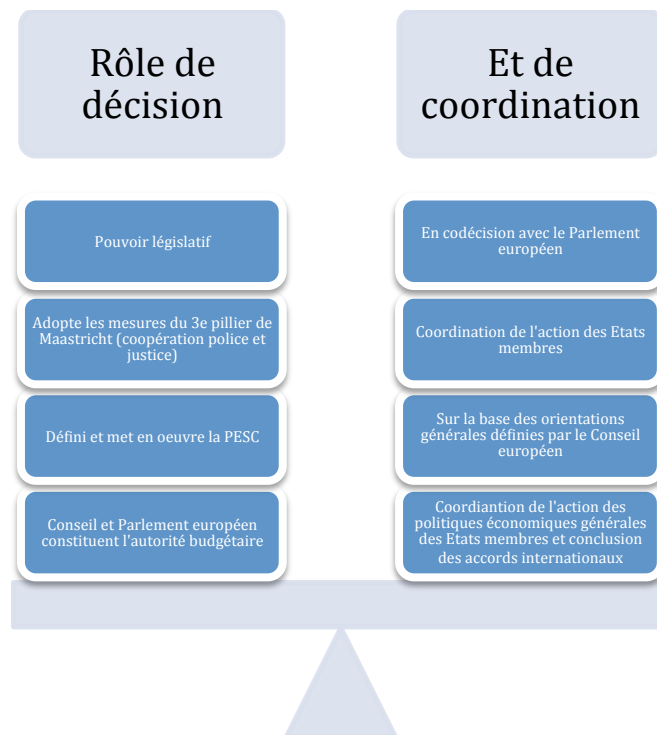 Rôle de
décision
Pouvoir législatif
Adopte les mesures du 3e pillier de
Maastricht (coopération police et
justice)
Défini et met en oeuvre la PESC
Conseil et Parlement européen
constituent l'autorité budgétaire
Et de
coordination
En codécision avec le Parlement
européen
Coordination de l'action des Etats
membres
Sur la base des orientations
générales définies par le Conseil
européen
Coordiantion de l'action des
politiques économiques générales
des Etats membres et conclusion
des accords internationaux